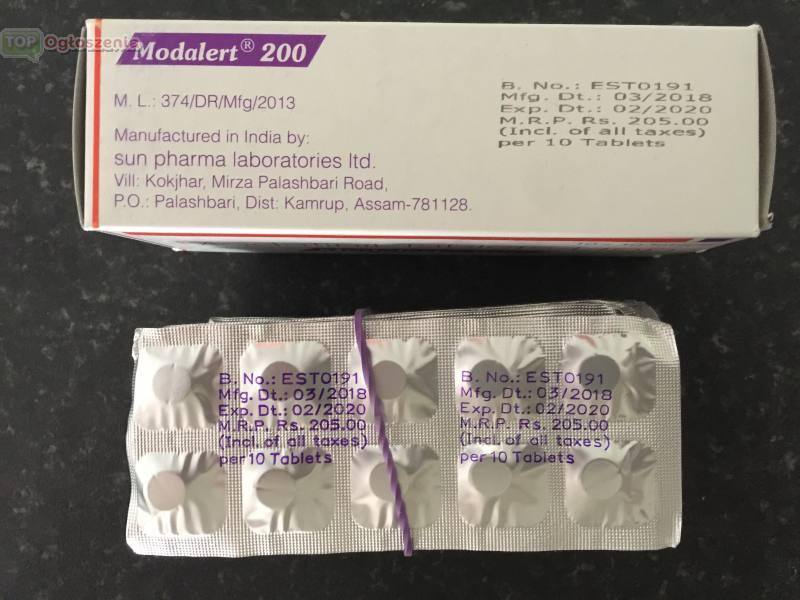 TOP Ogłoszenia
Modalert® 200
M. L.: 374/DR/Mfg/2013
Manufactured in India by:
sun pharma laboratories ltd.
Vill: Kokjhar, Mirza Palashbari Road,
P.O.: Palashbari, Dist: Kamrup, Assam-781128.
B. No.: EST0191
Mfg. Dt.: 03/2018
Exp. Dt.: 02/2020
M.R.P. Rs. 205.00
(Incl. of all taxes)
per 10 Tablets
B. No.: EST0191
Mfg. Dt.: 03/2018
Exp. Dt.: 02/2020
M.R.P. Rs. 205.00
(Incl. of all taxes)
per 10 Tablets
B. No.: EST0191
Mfg. Dt.: 03/2018
Exp. Dt.: 02/2020
M.R.P. Rs. 205.00
(Incl. of all taxes)
per 10 Tablets